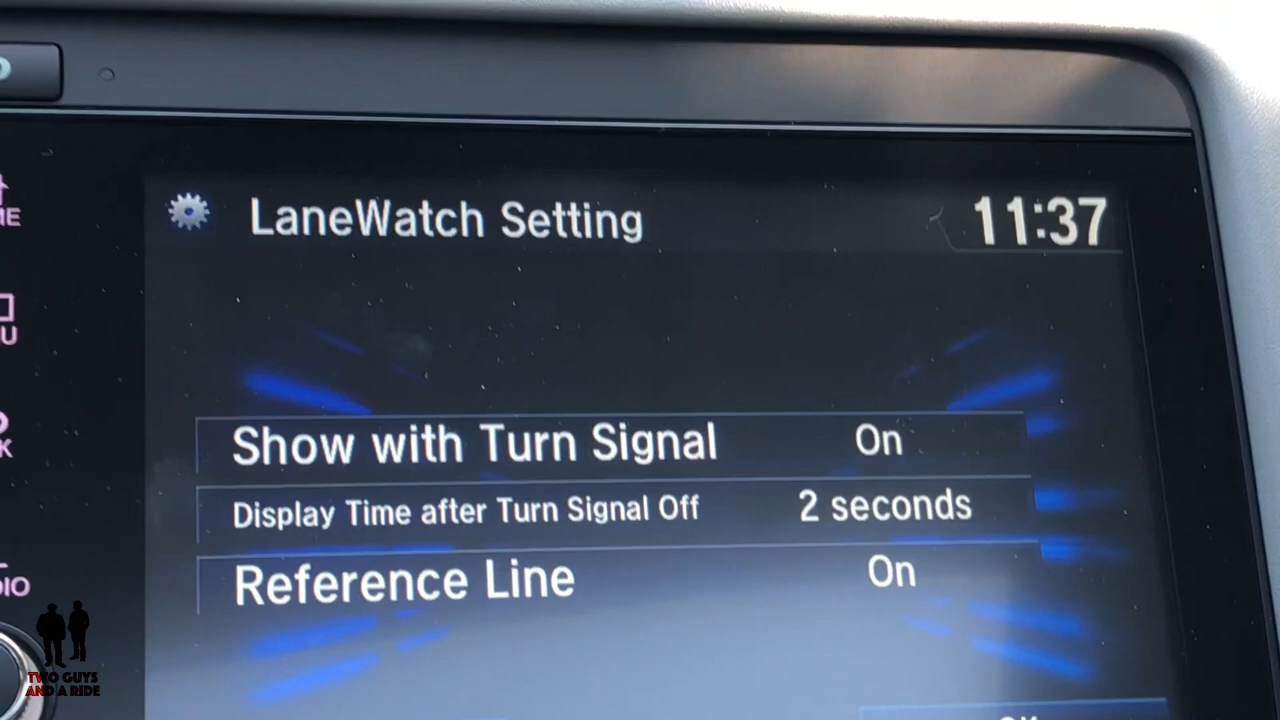 LaneWatch Setting
11:37
Show with Turn Signal
On
Display Time after Turn Signal Off
2 seconds
Reference Line
On
TWO GUYS
AND A RIDE